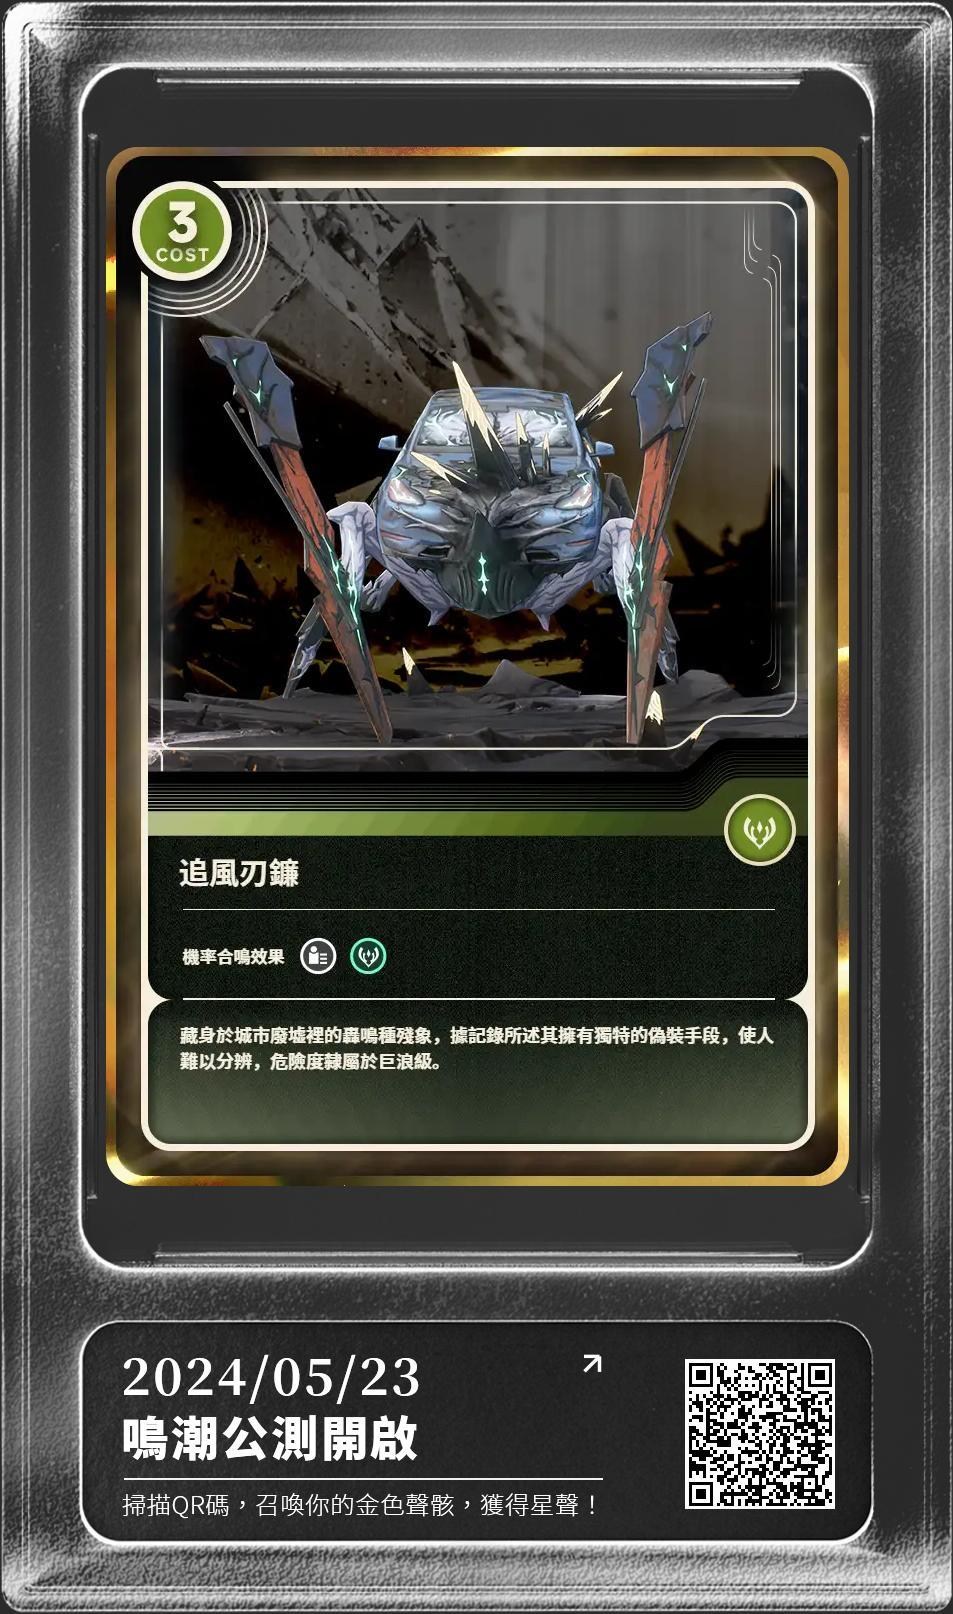 3
COST
追風刃鐮
機率合鳴效果
藏身於城市廢墟裡的轟鳴種殘象，據記錄所述其擁有獨特的偽裝手段，使人
難以分辨，危險度隸屬於巨浪級。
2024/05/23
鳴潮公測開啟
掃描QR碼，召喚你的金色聲骸，獲得星聲！